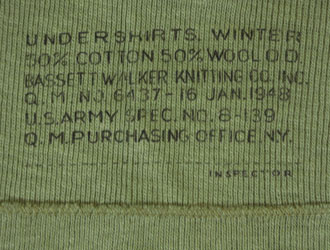 UNDERSHIRTS, WINTER
50% COTTON 50% WOOL O D
BASSETT WALKER KNITTING CO. INC.
Q. M. NO. 6437-16 JAN. 1948
U.S. ARMY SPEC. NO. 8-139
Q. M. PURCHASING OFFICE, N.Y.
INSPECTOR